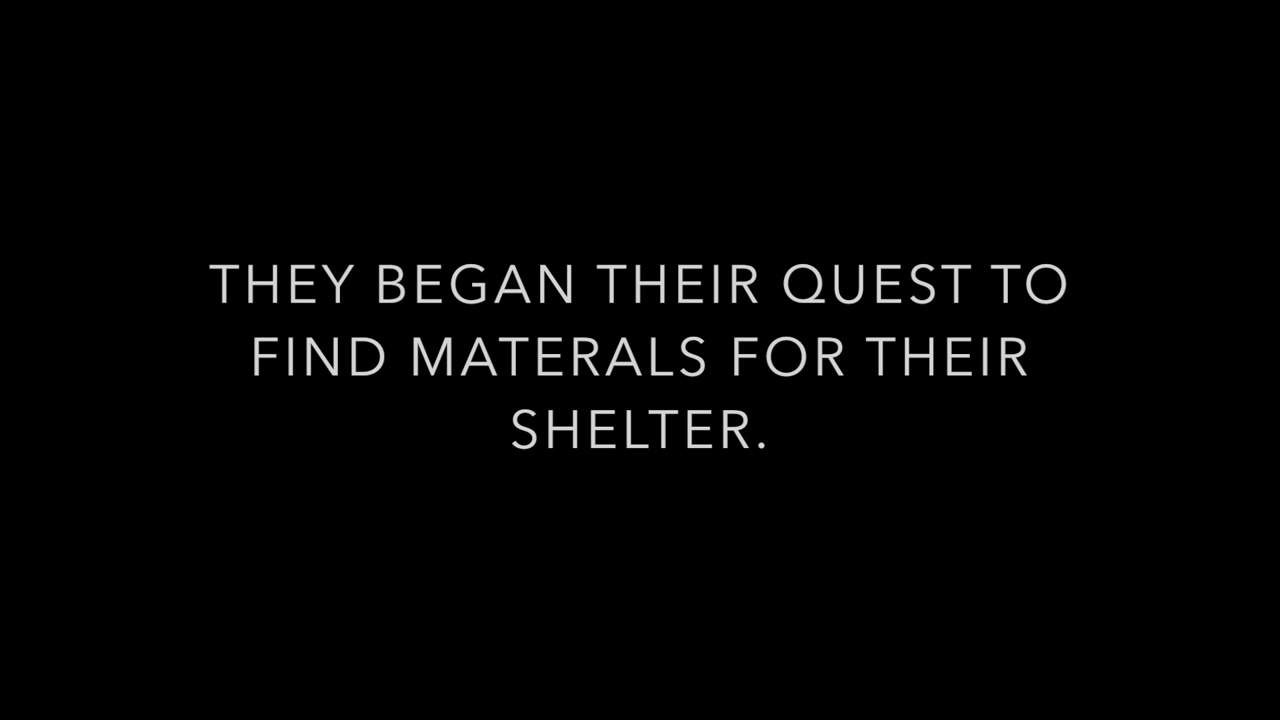 THEY BEGAN THEIR QUEST TO
FIND MATERALS FOR THEIR
SHELTER.